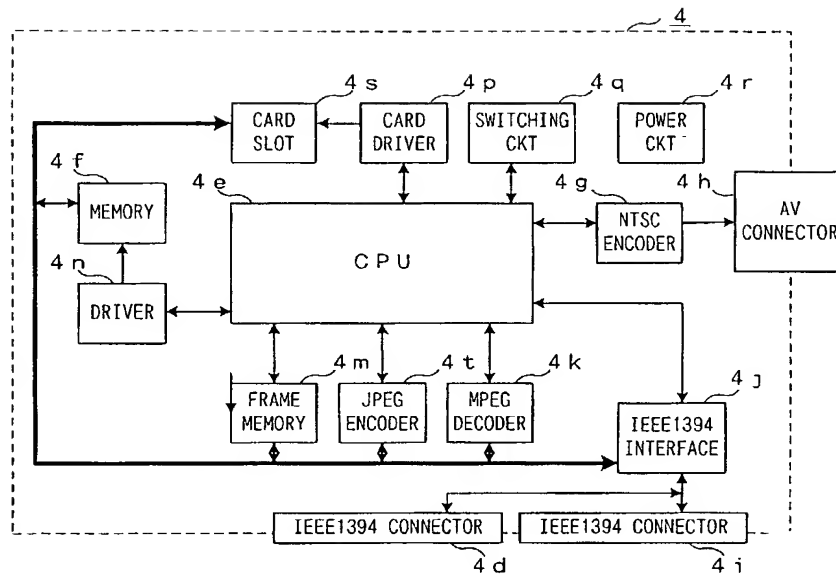 4
4s
4p
4q
4r
CARD
SLOT
CARD
DRIVER
SWITCHING
CKT
POWER
CKT
4f
4e
4g
4h
MEMORY
NTSC
ENCODER
AV
CONNECTOR
CPU
4n
DRIVER
4m
4t
4k
4J
FRAME
MEMORY
JPEG
ENCODER
MPEG
DECODER
IEEE1394
INTERFACE
IEEE1394 CONNECTOR
IEEE1394 CONNECTOR
4d
4i